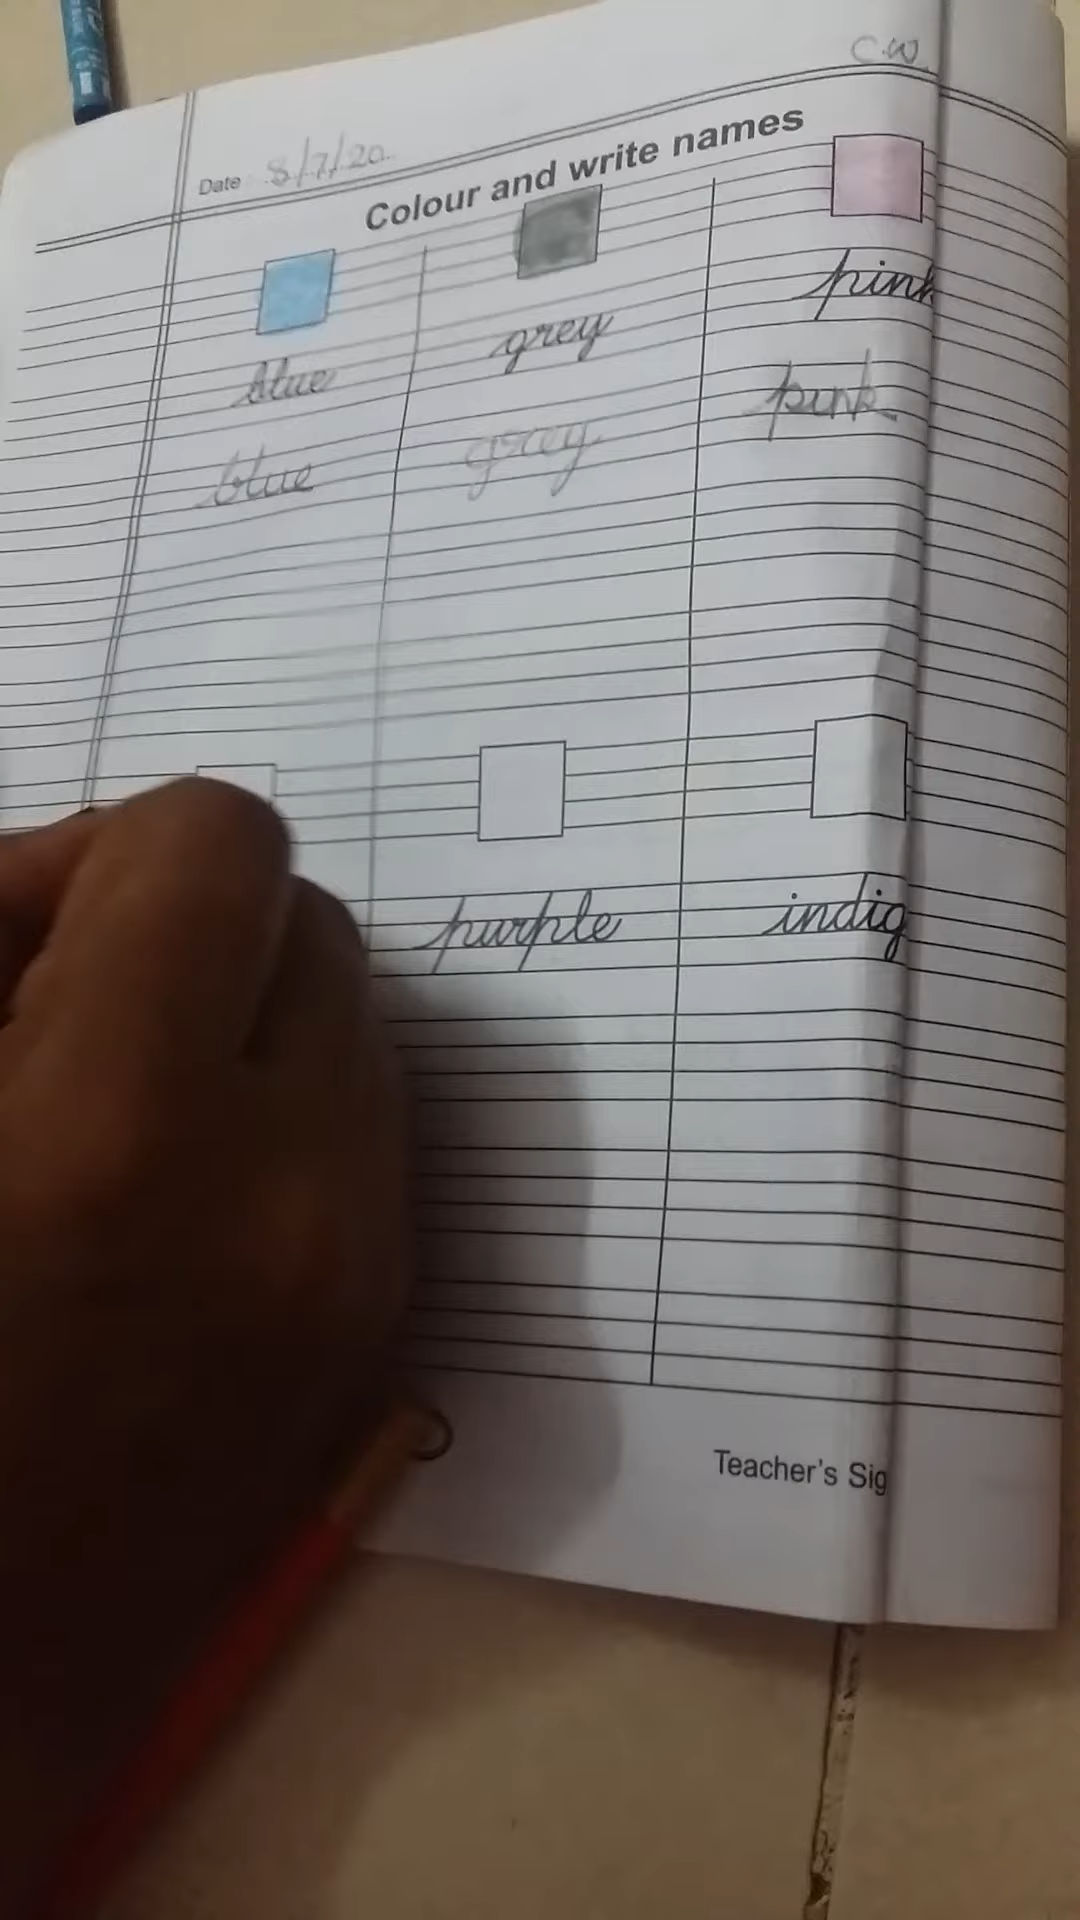 C.W.
Date 8/7/20
Colour and write names
blue grey pink
blue grey pink
purple indig
Teacher's Sig